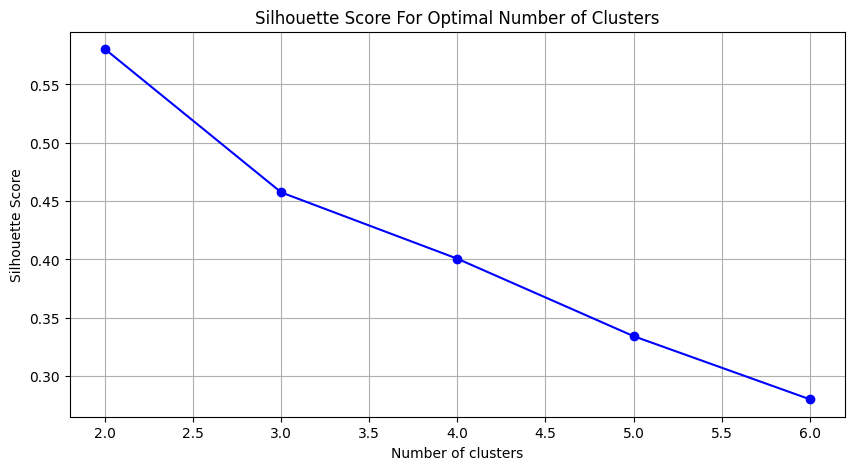 Silhouette Score For Optimal Number of Clusters
Silhouette Score
0.55
0.50
0.45
0.40
0.35
0.30
2.0 2.5 3.0 3.5 4.0 4.5 5.0 5.5 6.0
Number of clusters